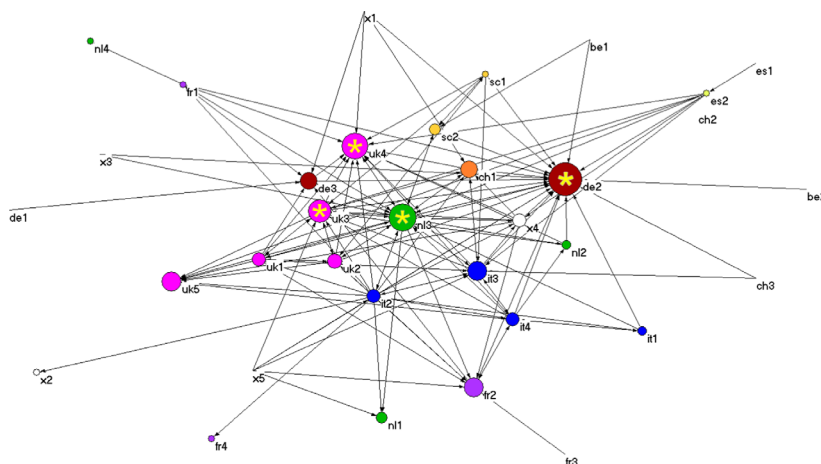 x1
nl4
be1
es1
sc1
fr1
es2
ch2
sc2
uk4
x3
ch1
de3
de2
de1
uk3
nl3
x4
nl2
uk1
uk2
it3
ch3
uk5
it2
it4
it1
x2
x5
fr2
nl1
fr4
fr3